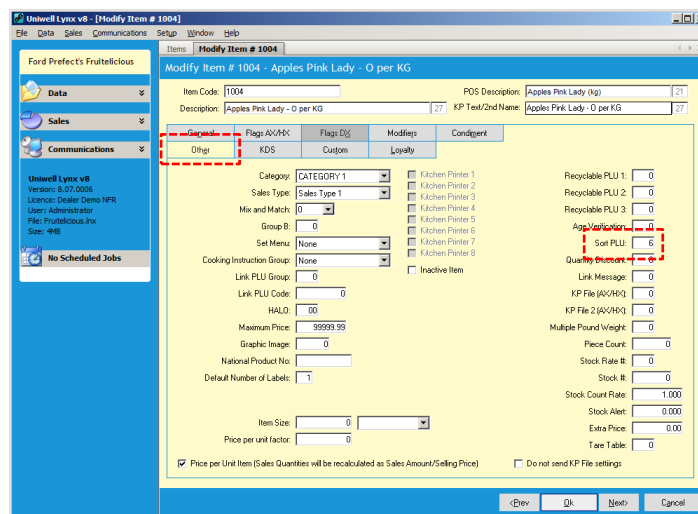 Uniwell Lynx v8 - [Modify Item # 1004]
File Data Sales Communications Setup Window Help
Ford Prefect's Fruitelicious
Data
Sales
Communications
Uniwell Lynx v8
Version: 8.07.0006
Licence: Dealer Demo NFR
User: Administrator
File: Fruitelicous.lnx
Size: 4MB
No Scheduled Jobs
Items Modify Item # 1004
Modify Item # 1004 - Apples Pink Lady - O per KG
Item Code: 1004 POS Description: Apples Pink Lady (kg) 21
Description: Apples Pink Lady - O per KG 27 KP Text/2nd Name: Apples Pink Lady - O per KG 27
General Flags AX/HX Flags DX Modifiers Condiment
Other KDS Custom Loyalty
Category: CATEGORY 1
Sales Type: Sales Type 1
Mix and Match: 0
Group B: 0
Set Menu: None
Cooking Instruction Group: None
Link PLU Group: 0
Link PLU Code: 0
HALO: 00
Maximum Price: 99999.99
Graphic Image: 0
National Product No:
Default Number of Labels: 1
Item Size: 0
Price per unit factor: 0
Kitchen Printer 1
Kitchen Printer 2
Kitchen Printer 3
Kitchen Printer 4
Kitchen Printer 5
Kitchen Printer 6
Kitchen Printer 7
Kitchen Printer 8
Inactive Item
Recyclable PLU 1: 0
Recyclable PLU 2: 0
Recyclable PLU 3: 0
Age Verification: 0
Sort PLU: 6
Quantity Discount: 0
Link Message: 0
KP File (AX/HX): 0
KP File 2 (AX/HX): 0
Multiple Pound Weight: 0
Piece Count: 0
Stock Rate #: 0
Stock #: 0
Stock Count Rate: 1.000
Stock Alert: 0.000
Extra Price: 0.00
Tare Table: 0
Price per Unit Item (Sales Quantities will be recalculated as Sales Amount/Selling Price) Do not send KP File settings
<Prev Ok Next> Cancel